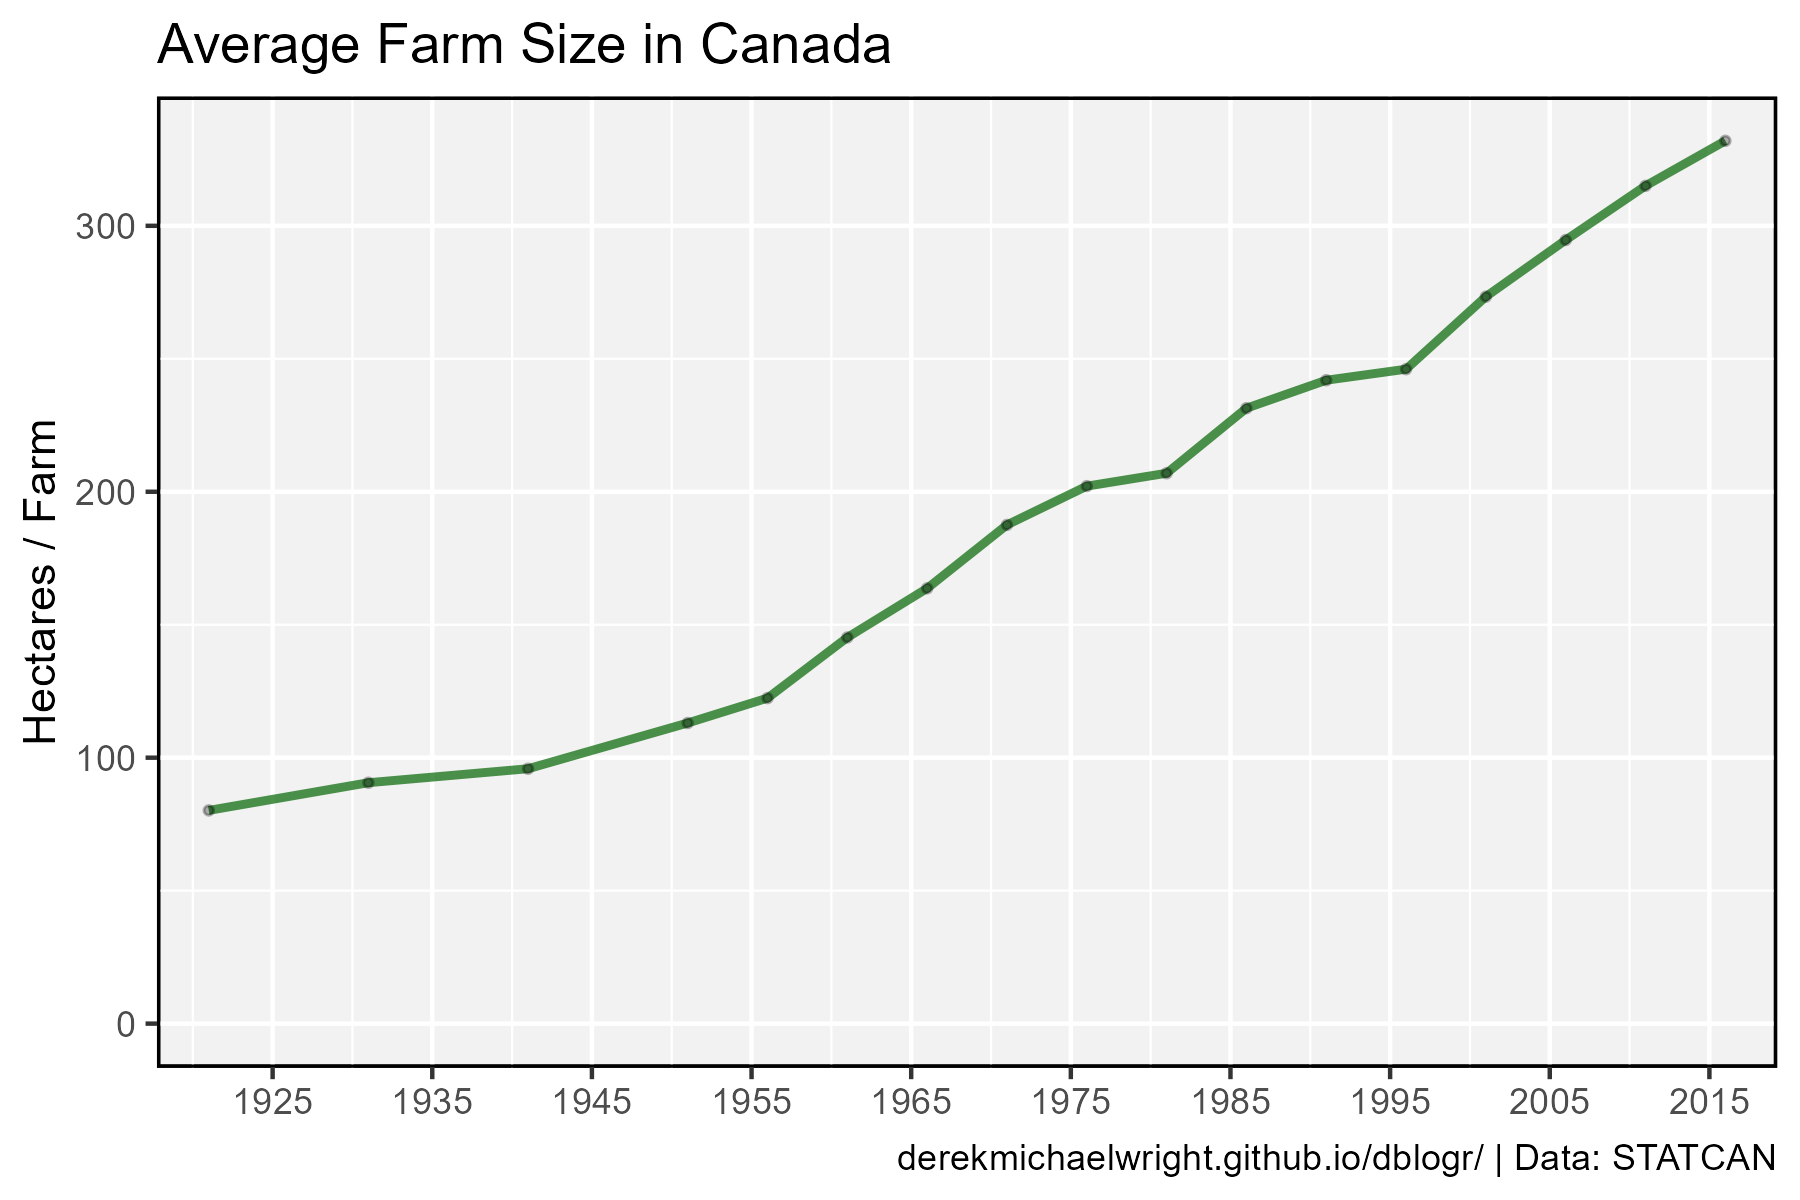 Average Farm Size in Canada
Hectares / Farm
300
200
100
0
1925 1935 1945 1955 1965 1975 1985 1995 2005 2015
derekmichaelwright.github.io/dblogr/ | Data: STATCAN